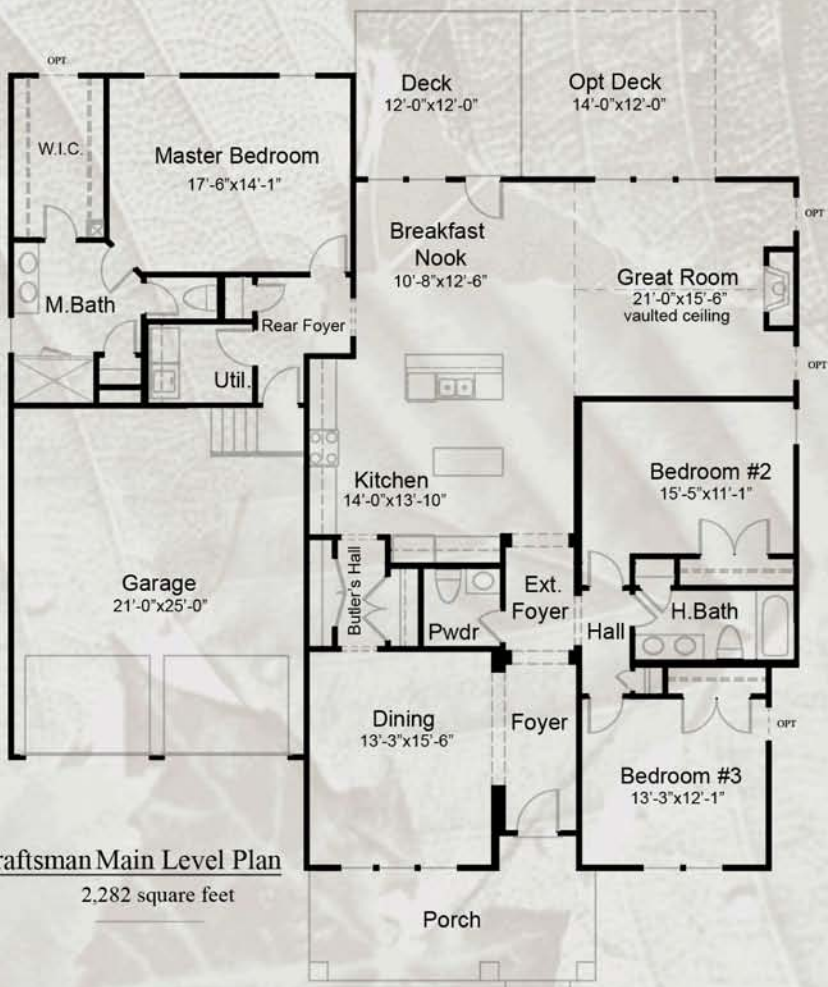 OPT
Deck
12'-0"x12'-0"
Opt Deck
14'-0"x12'-0"
W.I.C.
Master Bedroom
17'-6"x14'-1"
Breakfast
Nook
10'-8"x12'-6"
OPT
Great Room
21'-0"x15'-6"
vaulted ceiling
M.Bath
Rear Foyer
Util.
OPT
Kitchen
14'-0"x13'-10"
Bedroom #2
15'-5"x11'-1"
Garage
21'-0"x25'-0"
Butler's Hall
Pwdr
Ext.
Foyer
Hall
H.Bath
Dining
13'-3"x15'-6"
Foyer
OPT
Bedroom #3
13'-3"x12'-1"
raftsman Main Level Plan
2,282 square feet
Porch